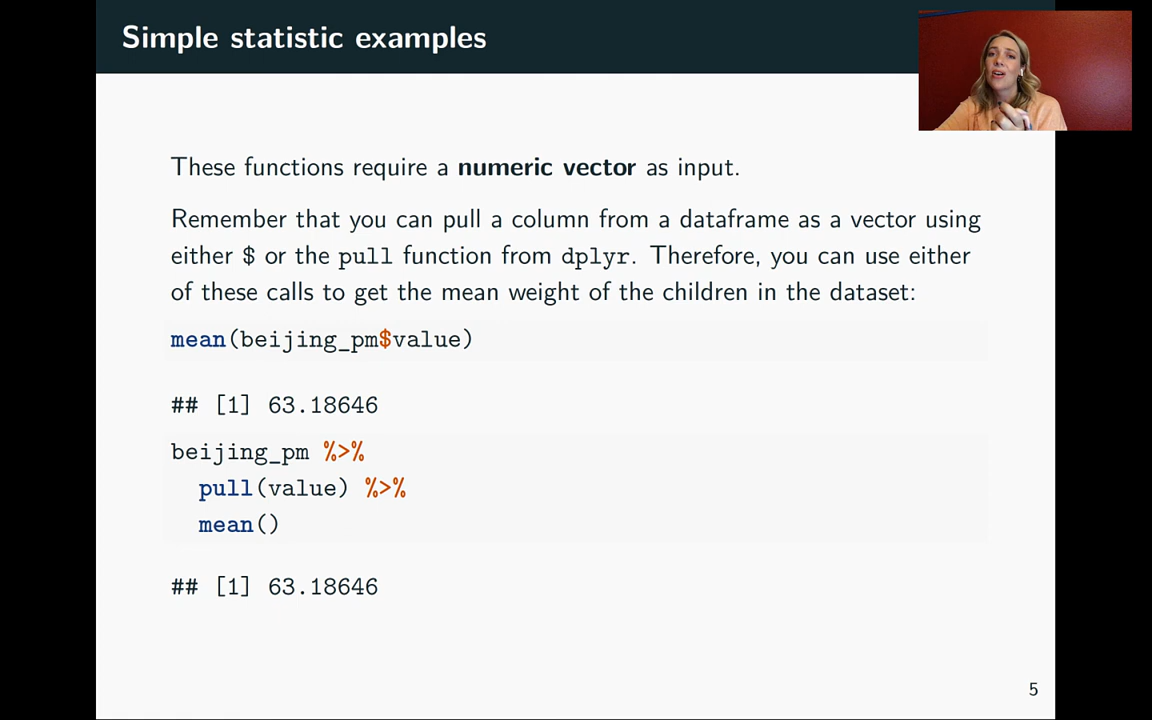 Simple statistic examples
These functions require a numeric vector as input.
Remember that you can pull a column from a dataframe as a vector using
either $ or the pull function from dplyr. Therefore, you can use either
of these calls to get the mean weight of the children in the dataset:
mean(beijing_pm$value)
## [1] 63.18646
beijing_pm %>%
  pull(value) %>%
  mean()
## [1] 63.18646
5